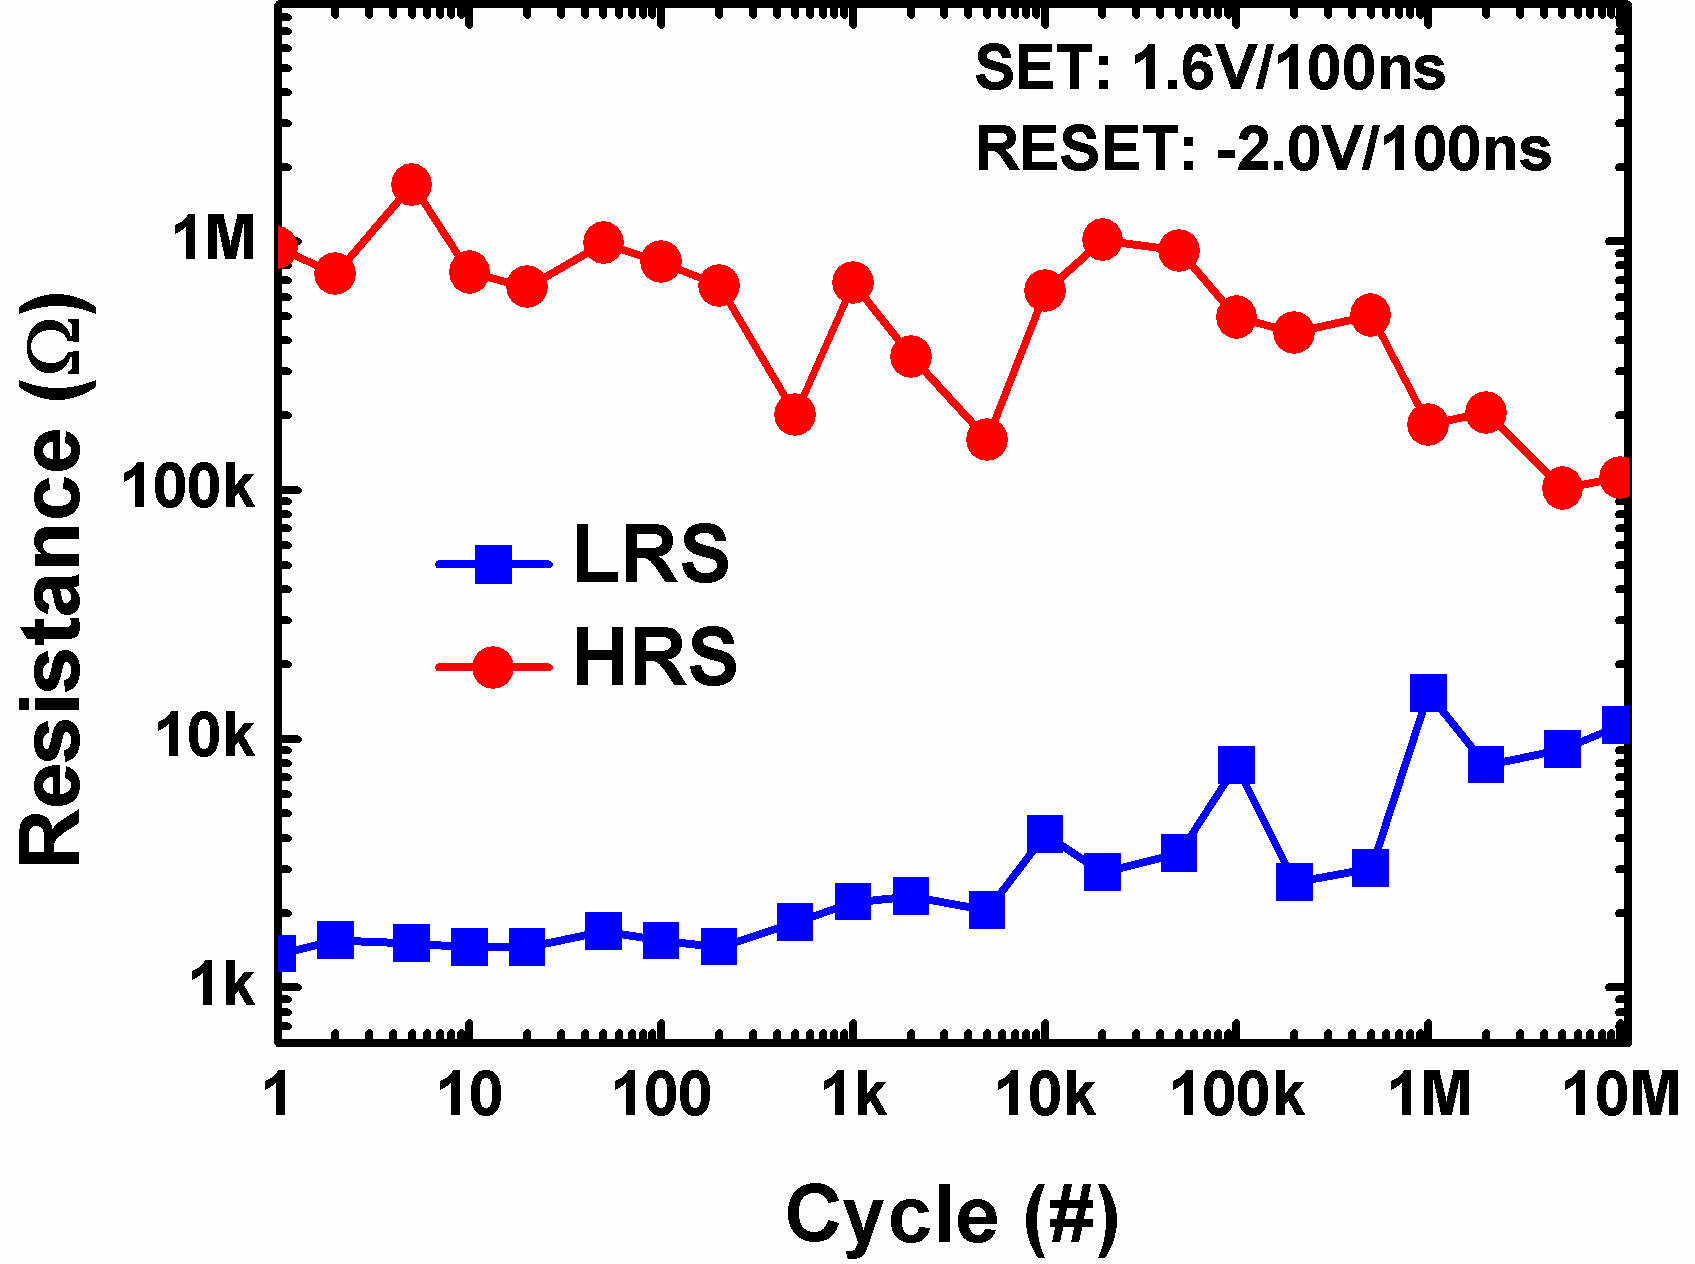 SET: 1.6V/100ns
RESET: -2.0V/100ns
1M
100k
10k
1k
Resistance (Ω)
LRS
HRS
1 10 100 1k 10k 100k 1M 10M
Cycle (#)